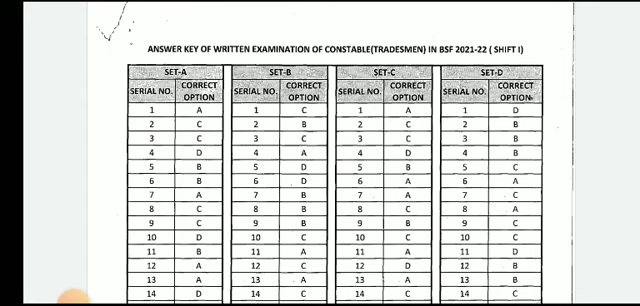 ANSWER KEY OF WRITTEN EXAMINATION OF CONSTABLE(TRADESMEN) IN BSF 2021-22 ( SHIFT I)
SET-A SET-B SET-C SET-D
SERIAL NO. CORRECT OPTION SERIAL NO. CORRECT OPTION SERIAL NO. CORRECT OPTION SERIAL NO. CORRECT OPTION
1 A 1 C 1 A 1 D
2 C 2 B 2 C 2 B
3 C 3 C 3 C 3 B
4 D 4 A 4 D 4 B
5 B 5 D 5 B 5 C
6 B 6 D 6 A 6 A
7 A 7 B 7 A 7 C
8 C 8 B 8 C 8 A
9 C 9 B 9 B 9 C
10 D 10 C 10 C 10 C
11 B 11 A 11 A 11 D
12 A 12 C 12 D 12 B
13 A 13 A 13 A 13 B
14 D 14 C 14 C 14 C